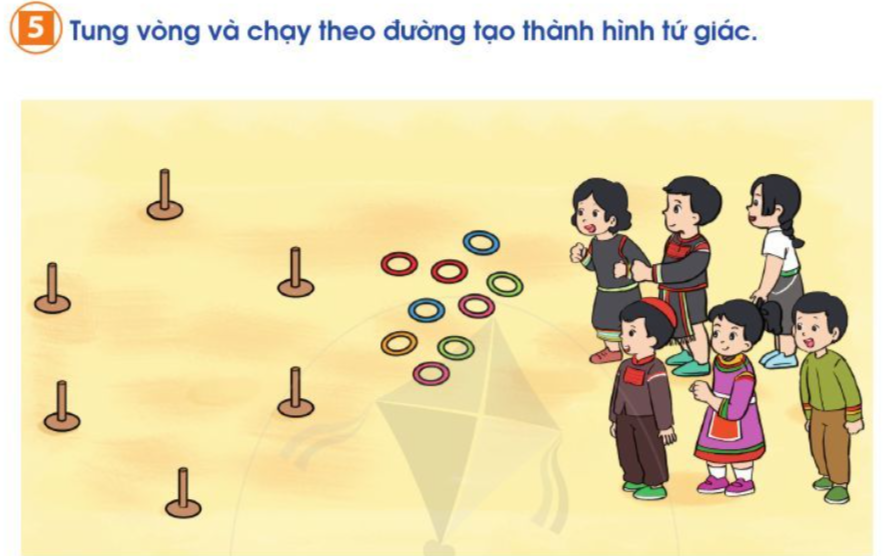 5 Tung vòng và chạy theo đường tạo thành hình tứ giác.